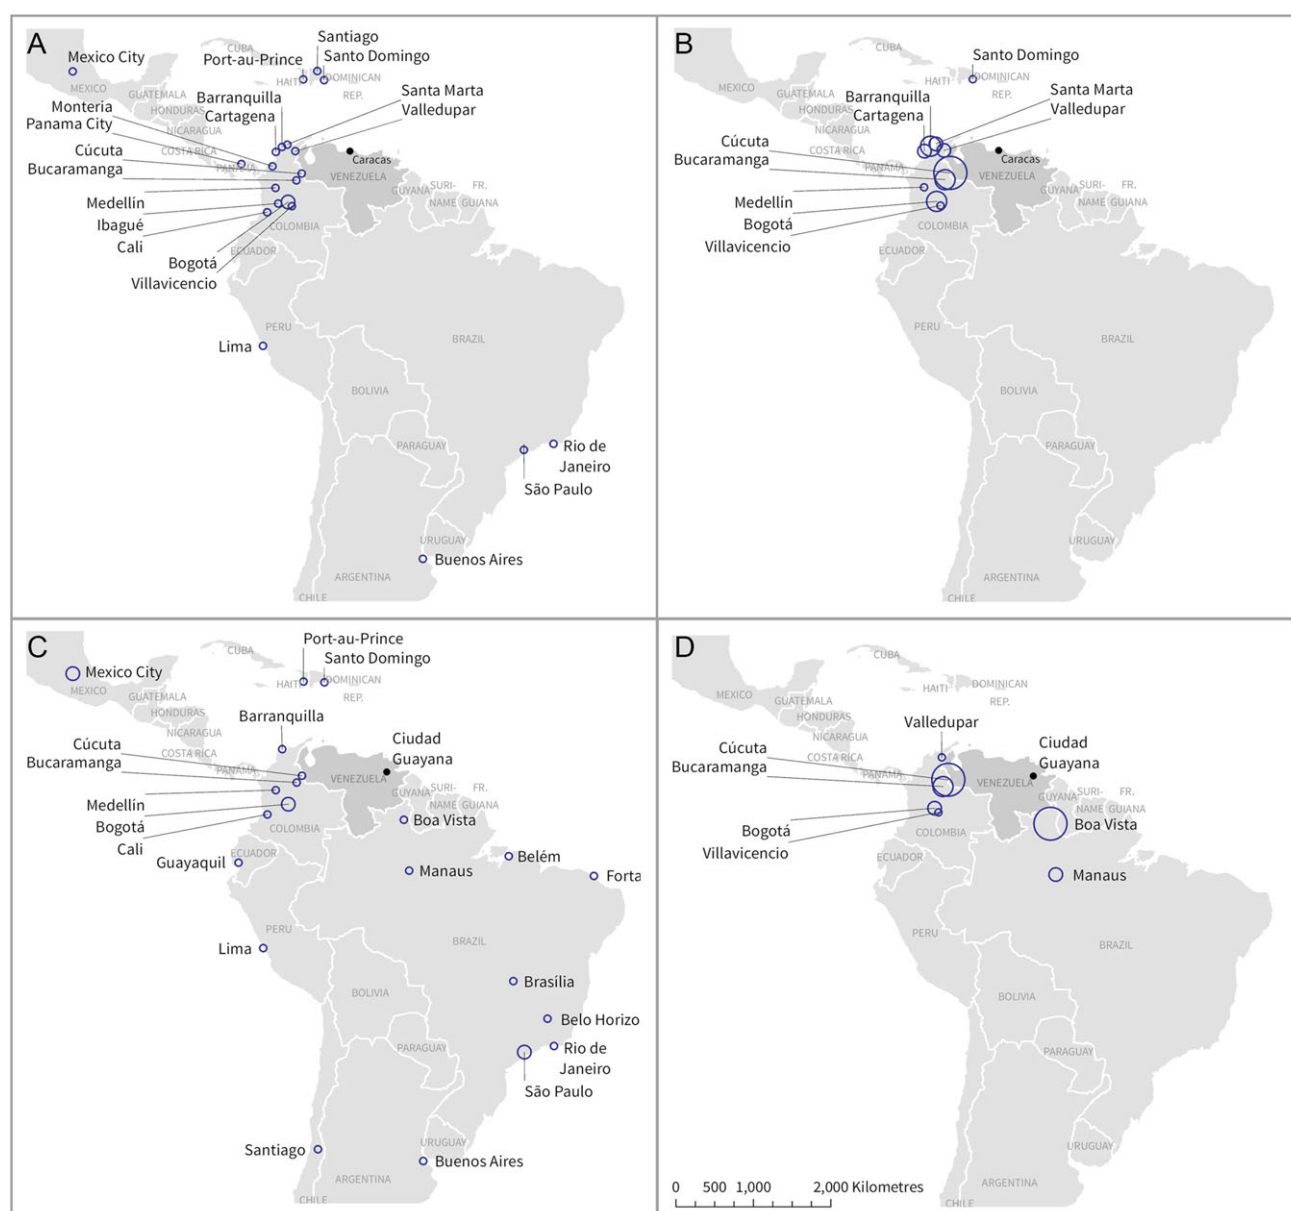 A
Mexico City
MEXICO
CUBA
Santiago
Santo Domingo
Port-au-Prince
HAITI
DOMINICAN
REP.
GUATEMALA
HONDURAS
NICARAGUA
COSTA RICA
PANAMA
Barranquilla
Cartagena
Santa Marta
Valledupar
Monteria
Panama City
Cúcuta
Bucaramanga
Caracas
VENEZUELA
GUYANA
SURI-
NAME
FR.
GUIANA
Medellín
Ibagué
Cali
COLOMBIA
ECUADOR
Bogotá
Villavicencio
PERU
Lima
BRAZIL
BOLIVIA
PARAGUAY
Rio de
Janeiro
São Paulo
URUGUAY
Buenos Aires
ARGENTINA
CHILE
B
CUBA
Santo Domingo
MEXICO
HAITI
DOMINICAN
REP.
GUATEMALA
HONDURAS
NICARAGUA
COSTA RICA
PANAMA
Barranquilla
Cartagena
Santa Marta
Valledupar
Cúcuta
Bucaramanga
Caracas
VENEZUELA
GUYANA
SURI-
NAME
FR.
GUIANA
Medellín
Bogotá
Villavicencio
COLOMBIA
ECUADOR
PERU
BRAZIL
BOLIVIA
PARAGUAY
URUGUAY
ARGENTINA
CHILE
C
Mexico City
MEXICO
CUBA
Port-au-Prince
Santo Domingo
HAITI
DOMINICAN
REP.
GUATEMALA
HONDURAS
NICARAGUA
COSTA RICA
PANAMA
Barranquilla
Cúcuta
Bucaramanga
Ciudad
Guayana
VENEZUELA
GUYANA
SURI-
NAME
FR.
GUIANA
Medellín
Bogotá
Cali
COLOMBIA
Boa Vista
Guayaquil
ECUADOR
Manaus
Belém
Forta
PERU
Lima
BRAZIL
Brasília
BOLIVIA
Belo Horizo
PARAGUAY
Rio de
Janeiro
São Paulo
Santiago
URUGUAY
Buenos Aires
ARGENTINA
CHILE
D
CUBA
MEXICO
HAITI
DOMINICAN
REP.
GUATEMALA
HONDURAS
NICARAGUA
COSTA RICA
PANAMA
Valledupar
Cúcuta
Bucaramanga
Ciudad
Guayana
VENEZUELA
GUYANA
SURI-
NAME
FR.
GUIANA
Bogotá
Villavicencio
COLOMBIA
Boa Vista
ECUADOR
Manaus
PERU
BRAZIL
BOLIVIA
PARAGUAY
URUGUAY
ARGENTINA
CHILE
0 500 1,000 2,000 Kilometres